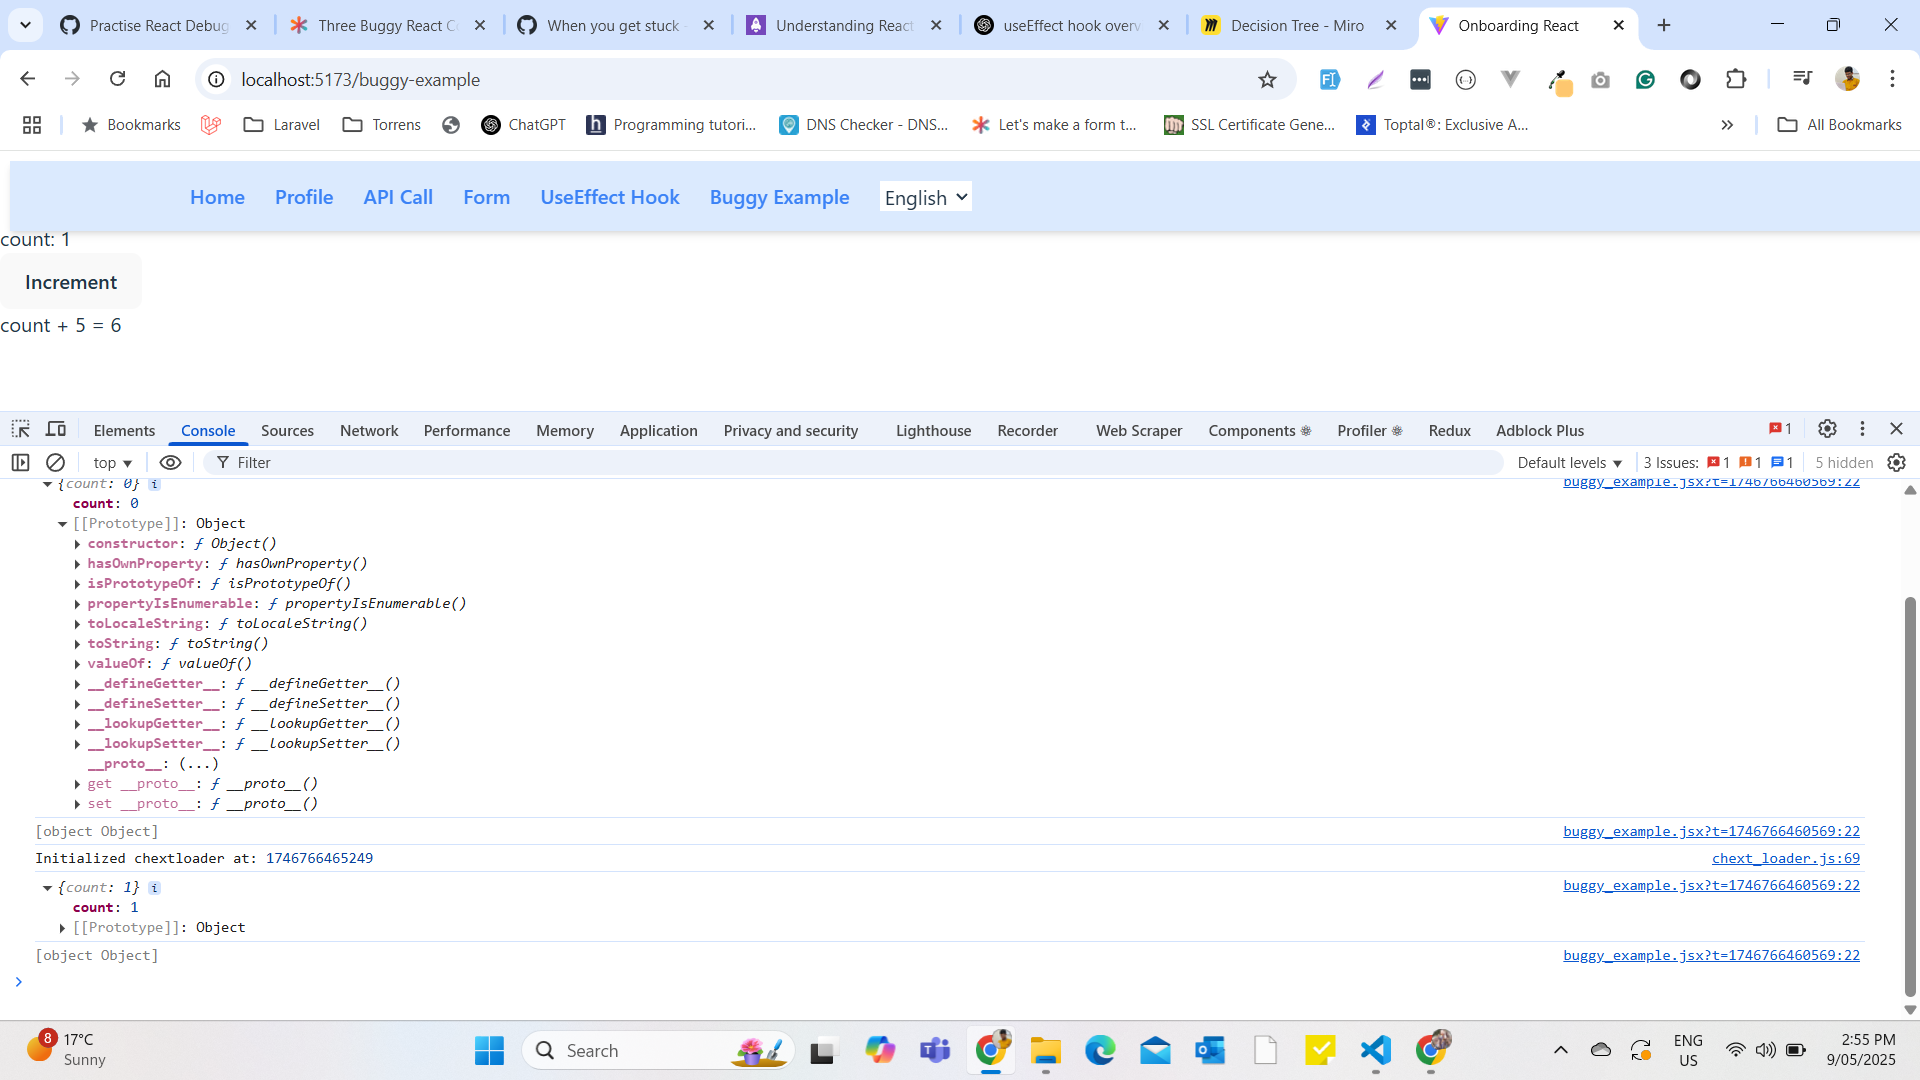 Practise React Debug
Three Buggy React Co
When you get stuck -
Understanding React
useEffect hook overv
Decision Tree - Miro
Onboarding React
localhost:5173/buggy-example
Bookmarks
Laravel
Torrens
ChatGPT
Programming tutori...
DNS Checker - DNS...
Let's make a form t...
SSL Certificate Gene...
Toptal®: Exclusive A...
All Bookmarks
Home Profile API Call Form UseEffect Hook Buggy Example English
count: 1
Increment
count + 5 = 6
Elements Console Sources Network Performance Memory Application Privacy and security Lighthouse Recorder Web Scraper Components Profiler Redux Adblock Plus 1
top Filter Default levels 3 Issues: 1 1 1 5 hidden
{count: 0} i buggy_example.jsx?t=1746766460569:22
count: 0
[[Prototype]]: Object
constructor: ƒ Object()
hasOwnProperty: ƒ hasOwnProperty()
isPrototypeOf: ƒ isPrototypeOf()
propertyIsEnumerable: ƒ propertyIsEnumerable()
toLocaleString: ƒ toLocaleString()
toString: ƒ toString()
valueOf: ƒ valueOf()
__defineGetter__: ƒ __defineGetter__()
__defineSetter__: ƒ __defineSetter__()
__lookupGetter__: ƒ __lookupGetter__()
__lookupSetter__: ƒ __lookupSetter__()
__proto__: (...)
get __proto__: ƒ __proto__()
set __proto__: ƒ __proto__()
[object Object] buggy_example.jsx?t=1746766460569:22
Initialized chextloader at: 1746766465249 chext_loader.js:69
{count: 1} i buggy_example.jsx?t=1746766460569:22
count: 1
[[Prototype]]: Object
[object Object] buggy_example.jsx?t=1746766460569:22
8
17°C
Sunny
Search
ENG
US
2:55 PM
9/05/2025